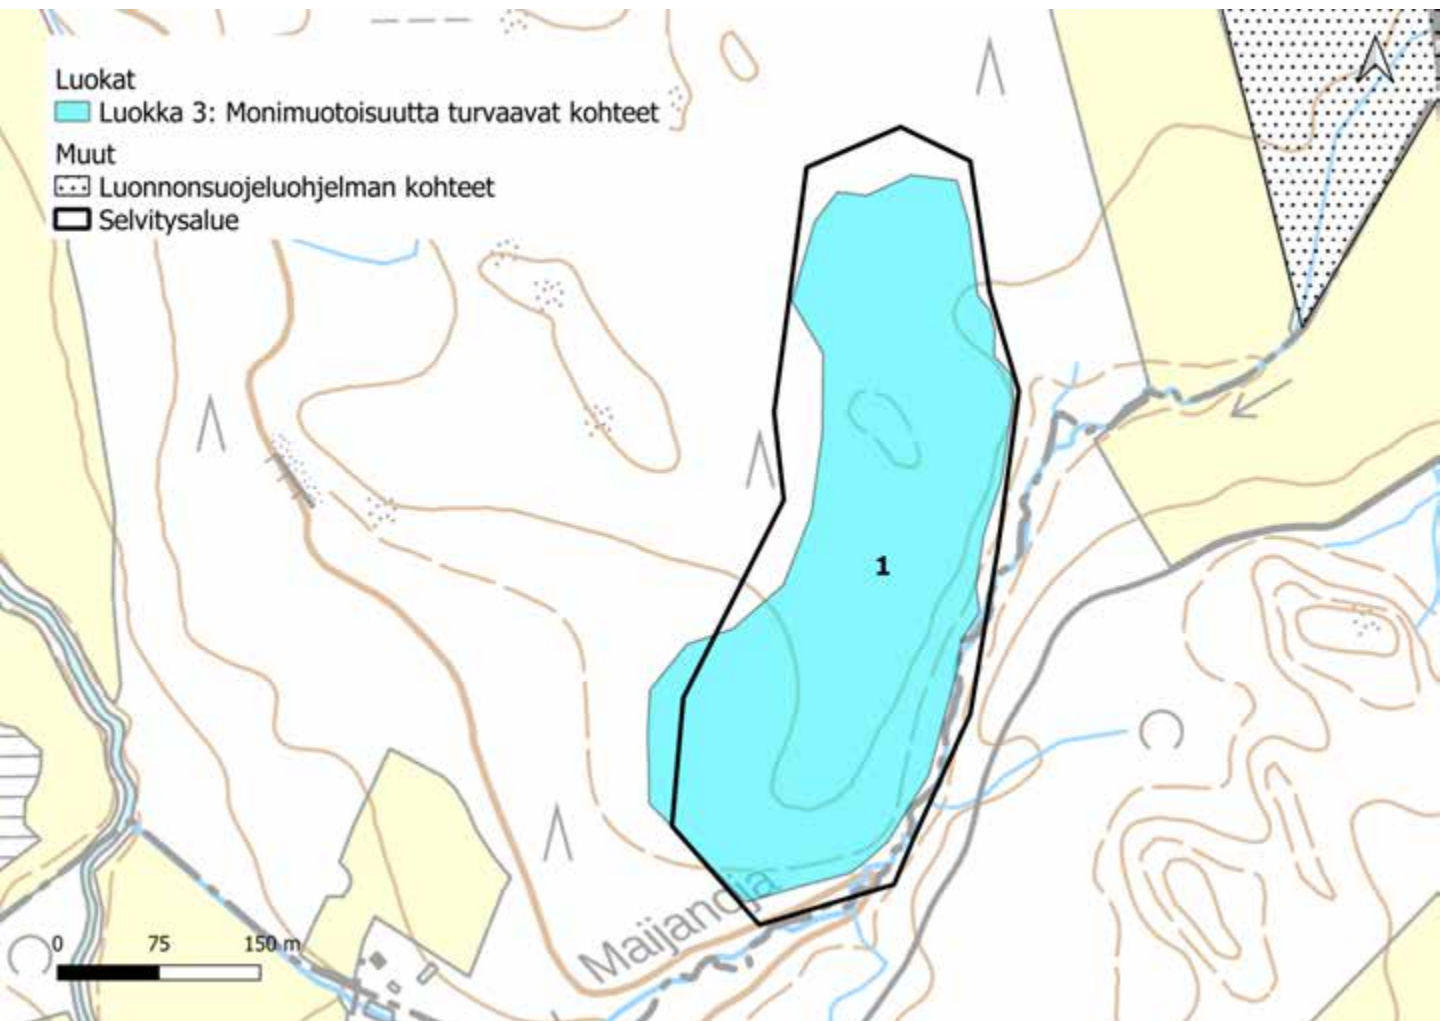 Luokat
Luokka 3: Monimuotoisuutta turvaavat kohteet
Muut
Luonnonsuojeluohjelman kohteet
Selvitysalue
1
Maijanoja
0 75 150 m